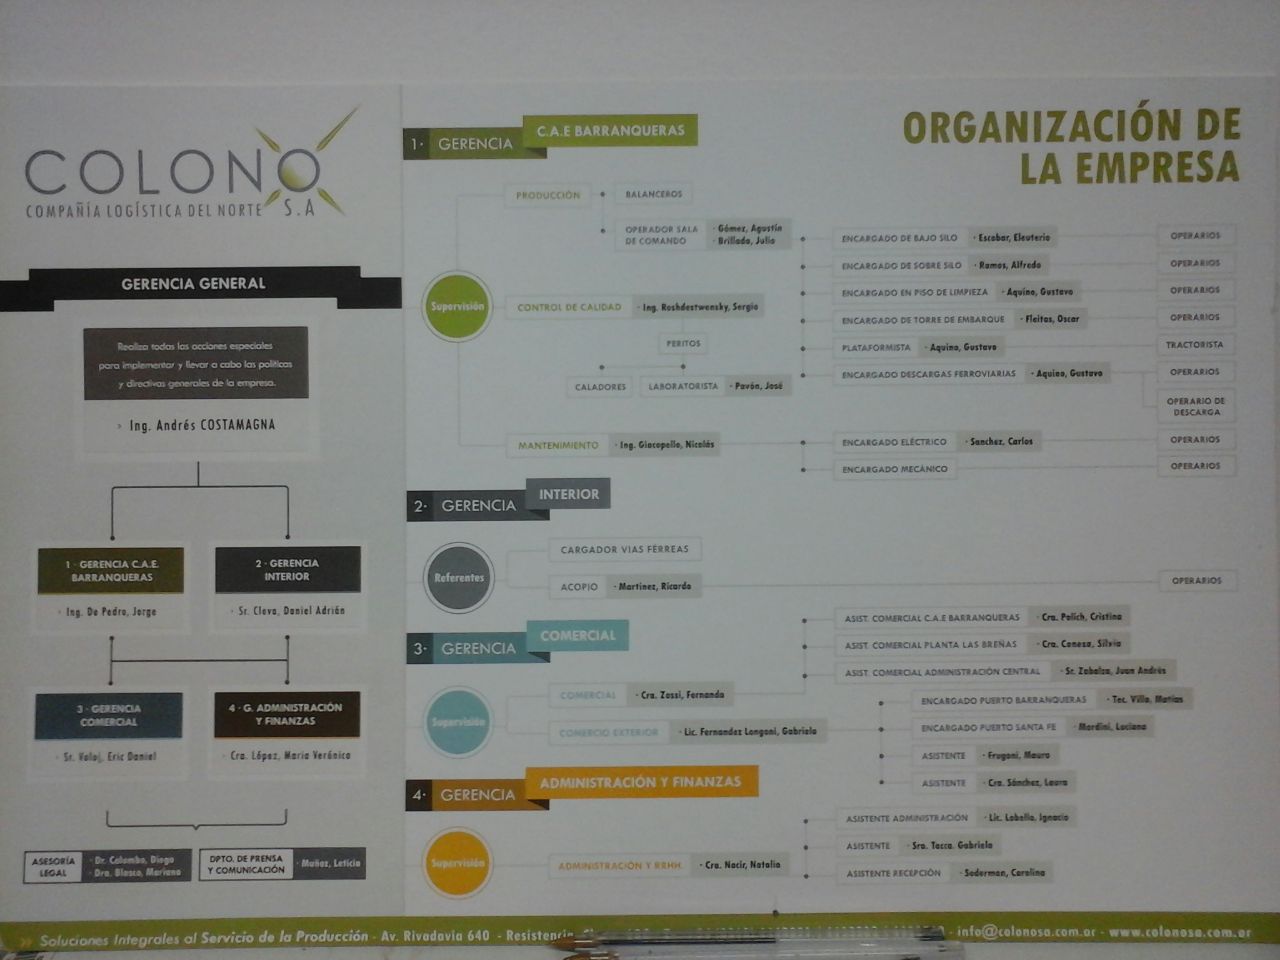 COLONO
COMPAÑÍA LOGÍSTICA DEL NORTE S.A
GERENCIA GENERAL
Realiza todas las acciones especiales
para implementar y llevar a cabo las políticas
y directivas generales de la empresa.
› Ing. Andrés COSTAMAGNA
1 · GERENCIA C.A.E.
BARRANQUERAS
· Ing. De Pedro, Jorge
2 · GERENCIA
INTERIOR
· Sr. Cleva, Daniel Adrián
3 · GERENCIA
COMERCIAL
· Sr. Valoj, Eric Daniel
4 · G. ADMINISTRACIÓN
Y FINANZAS
· Cra. López, Maria Verónica
ASESORÍA
LEGAL
· Dr. Colombo, Diego
· Dra. Blasco, Mariana
DPTO. DE PRENSA
Y COMUNICACIÓN
· Muñoz, Leticia
ORGANIZACIÓN DE
LA EMPRESA
1· GERENCIA C.A.E BARRANQUERAS
Supervisión
PRODUCCIÓN
BALANCEROS
OPERADOR SALA
DE COMANDO
· Gómez, Agustín
· Brillada, Julio
ENCARGADO DE BAJO SILO · Escobar, Eleuterio OPERARIOS
ENCARGADO DE SOBRE SILO · Ramos, Alfredo OPERARIOS
ENCARGADO EN PISO DE LIMPIEZA · Aquino, Gustavo OPERARIOS
ENCARGADO DE TORRE DE EMBARQUE · Fleitas, Oscar OPERARIOS
PLATAFORMISTA · Aquino, Gustavo TRACTORISTA
ENCARGADO DESCARGAS FERROVIARIAS · Aquino, Gustavo OPERARIOS
OPERARIO DE
DESCARGA
CONTROL DE CALIDAD · Ing. Roshdestwensky, Sergio
PERITOS
CALADORES
LABORATORISTA · Pavón, José
MANTENIMIENTO · Ing. Giacopello, Nicolás
ENCARGADO ELÉCTRICO · Sanchez, Carlos OPERARIOS
ENCARGADO MECÁNICO OPERARIOS
2· GERENCIA INTERIOR
Referentes
CARGADOR VIAS FÉRREAS
ACOPIO · Martinez, Ricardo OPERARIOS
3· GERENCIA COMERCIAL
Supervisión
COMERCIAL · Cra. Zossi, Fernanda
ASIST. COMERCIAL C.A.E BARRANQUERAS · Cra. Polich, Cristina
ASIST. COMERCIAL PLANTA LAS BREÑAS · Cra. Conesa, Silvia
ASIST. COMERCIAL ADMINISTRACIÓN CENTRAL · Sr. Zabalza, Juan Andrés
COMERCIO EXTERIOR · Lic. Fernandez Longoni, Gabriela
ENCARGADO PUERTO BARRANQUERAS · Tec. Villa, Matías
ENCARGADO PUERTO SANTA FE · Mardini, Luciana
ASISTENTE · Frugoni, Mauro
ASISTENTE · Cra. Sánchez, Laura
4· GERENCIA ADMINISTRACIÓN Y FINANZAS
Supervisión
ADMINISTRACIÓN Y RRHH. · Cra. Nacir, Natalia
ASISTENTE ADMINISTRACIÓN · Lic. Lobello, Ignacio
ASISTENTE · Sra. Tacca, Gabriela
ASISTENTE RECEPCIÓN · Soderman, Carolina
» Soluciones Integrales al Servicio de la Producción - Av. Rivadavia 640 - Resistencia, - info@colonosa.com.ar - www.colonosa.com.ar